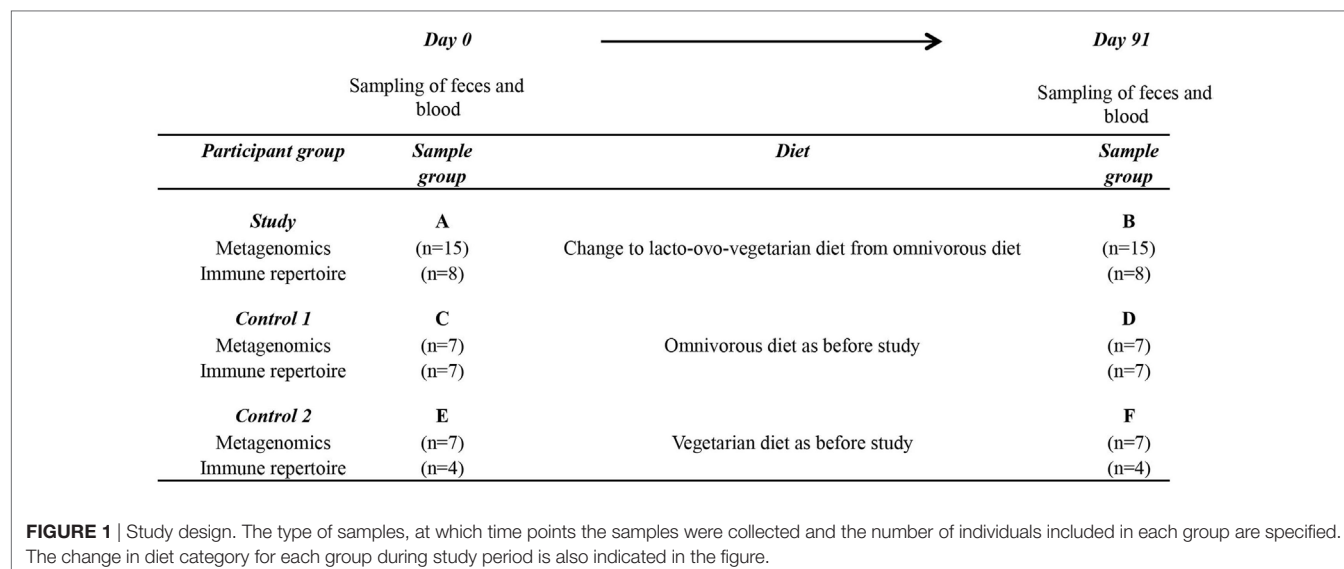 Day 0 Day 91
Sampling of feces and
blood
Sampling of feces and
blood
Participant group Sample
group Diet Sample
group
Study A B
Metagenomics (n=15) Change to lacto-ovo-vegetarian diet from omnivorous diet (n=15)
Immune repertoire (n=8) (n=8)
Control 1 C D
Metagenomics (n=7) Omnivorous diet as before study (n=7)
Immune repertoire (n=7) (n=7)
Control 2 E F
Metagenomics (n=7) Vegetarian diet as before study (n=7)
Immune repertoire (n=4) (n=4)
FIGURE 1 | Study design. The type of samples, at which time points the samples were collected and the number of individuals included in each group are specified.
The change in diet category for each group during study period is also indicated in the figure.